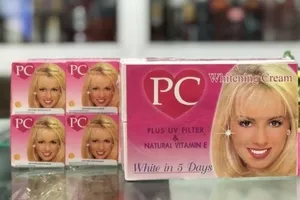 PC
PC
PC
PC
Whitening Cream
PC
PLUS UV FILTER
&
NATURAL VITAMIN E
White in 5 Days